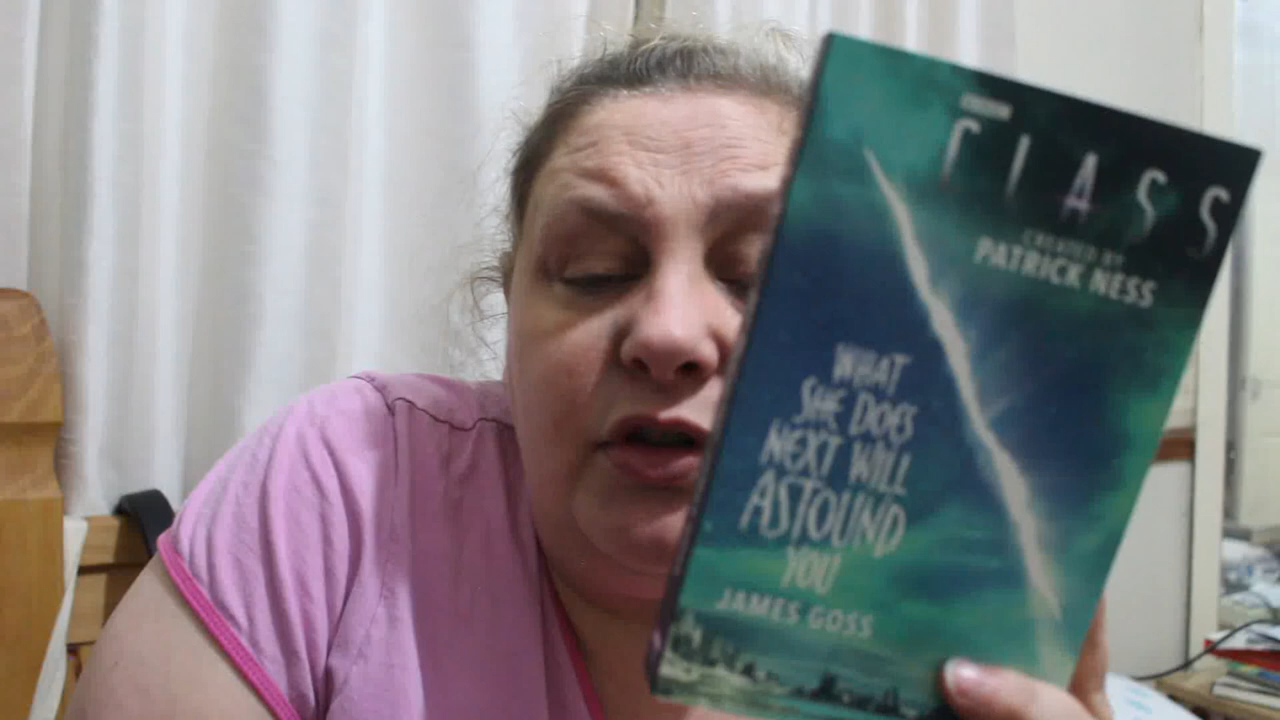 CLASS
CREATED BY
PATRICK NESS
WHAT
SHE DOES
NEXT WILL
ASTOUND
YOU
JAMES GOSS